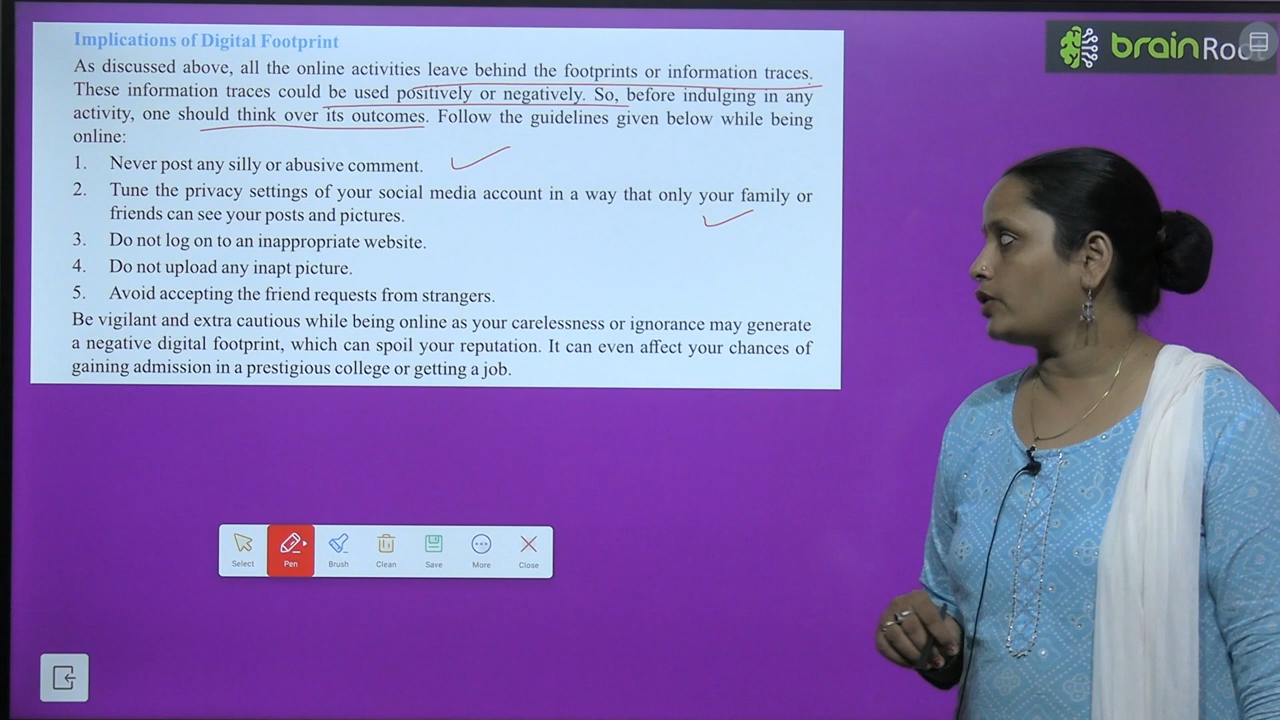 Implications of Digital Footprint
As discussed above, all the online activities leave behind the footprints or information traces.
These information traces could be used positively or negatively. So, before indulging in any
activity, one should think over its outcomes. Follow the guidelines given below while being
online:
1. Never post any silly or abusive comment.
2. Tune the privacy settings of your social media account in a way that only your family or
friends can see your posts and pictures.
3. Do not log on to an inappropriate website.
4. Do not upload any inapt picture.
5. Avoid accepting the friend requests from strangers.
Be vigilant and extra cautious while being online as your carelessness or ignorance may generate
a negative digital footprint, which can spoil your reputation. It can even affect your chances of
gaining admission in a prestigious college or getting a job.
Select Pen Brush Clean Save More Close